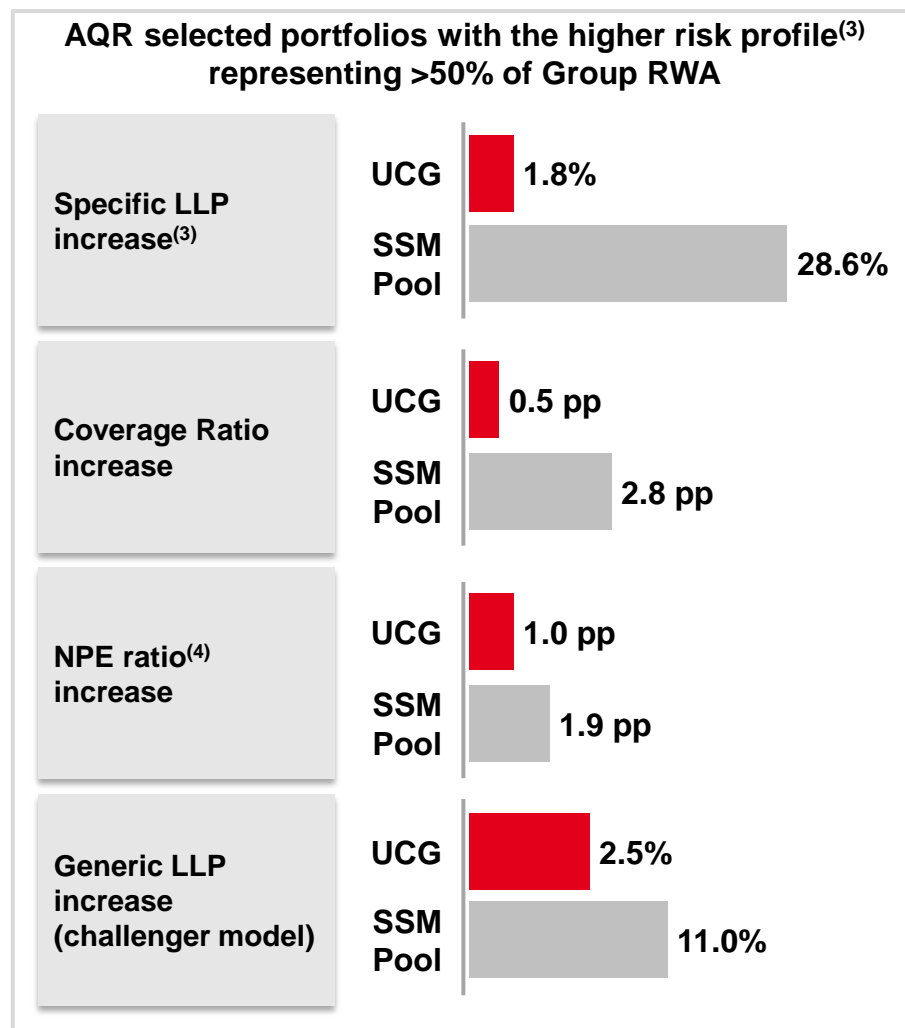 AQR selected portfolios with the higher risk profile(3)
representing >50% of Group RWA
Specific LLP
increase(3)
UCG
1.8%
SSM
Pool
28.6%
Coverage Ratio
increase
UCG
0.5 pp
SSM
Pool
2.8 pp
NPE ratio(4)
increase
UCG
1.0 pp
SSM
Pool
1.9 pp
Generic LLP
increase
(challenger model)
UCG
2.5%
SSM
Pool
11.0%